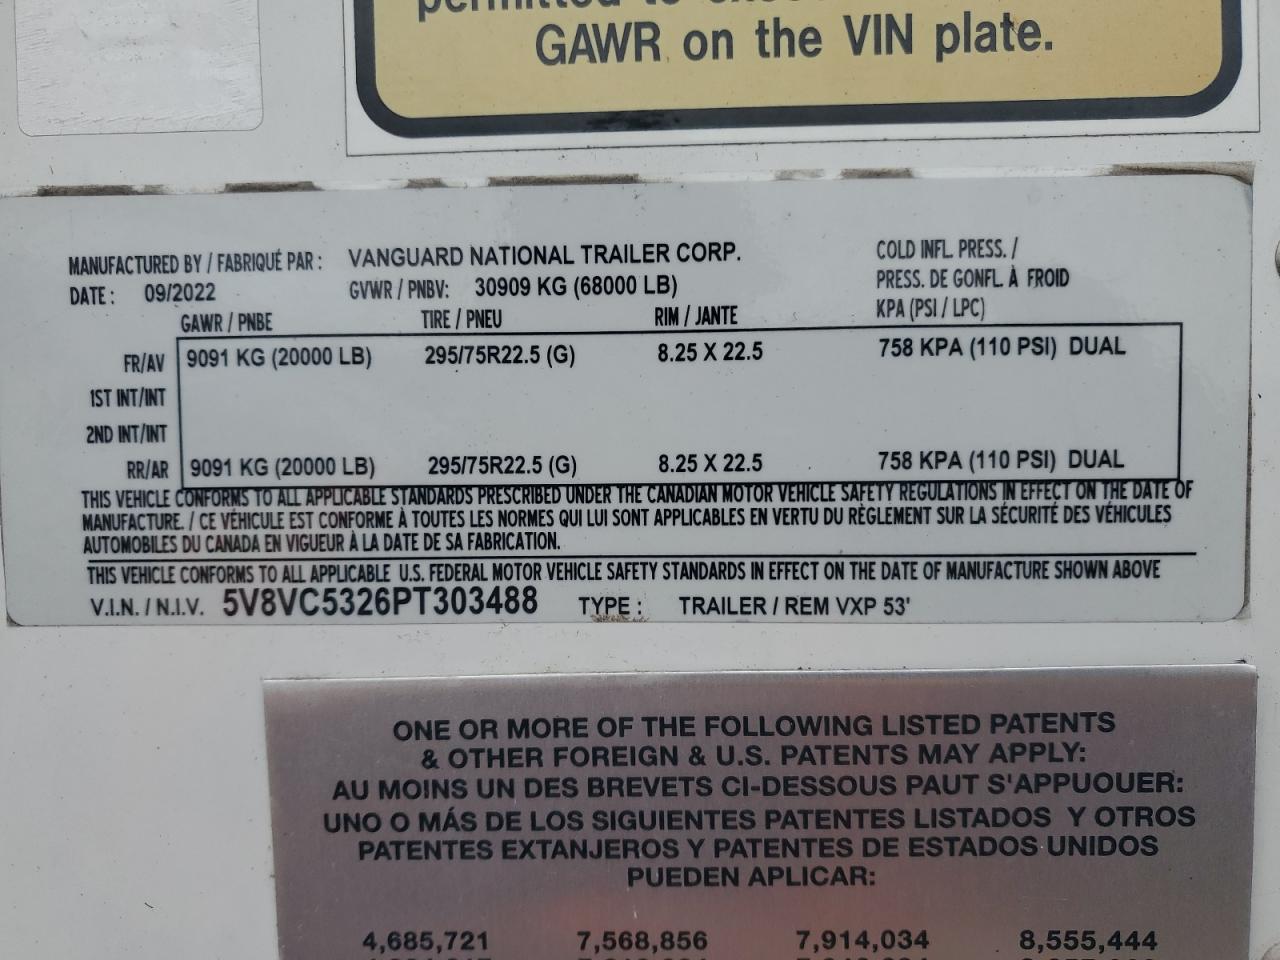 permitted to
GAWR on the VIN plate.
MANUFACTURED BY / FABRIQUÉ PAR : VANGUARD NATIONAL TRAILER CORP. COLD INFL. PRESS. /
DATE : 09/2022 GVWR / PNBV: 30909 KG (68000 LB) PRESS. DE GONFL. À FROID
GAWR / PNBE TIRE / PNEU RIM / JANTE KPA (PSI / LPC)
FR/AV 9091 KG (20000 LB) 295/75R22.5 (G) 8.25 X 22.5 758 KPA (110 PSI) DUAL
1ST INT/INT
2ND INT/INT
RR/AR 9091 KG (20000 LB) 295/75R22.5 (G) 8.25 X 22.5 758 KPA (110 PSI) DUAL
THIS VEHICLE CONFORMS TO ALL APPLICABLE STANDARDS PRESCRIBED UNDER THE CANADIAN MOTOR VEHICLE SAFETY REGULATIONS IN EFFECT ON THE DATE OF
MANUFACTURE. / CE VÉHICULE EST CONFORME À TOUTES LES NORMES QUI LUI SONT APPLICABLES EN VERTU DU RÈGLEMENT SUR LA SÉCURITÉ DES VÉHICULES
AUTOMOBILES DU CANADA EN VIGUEUR À LA DATE DE SA FABRICATION.
THIS VEHICLE CONFORMS TO ALL APPLICABLE U.S. FEDERAL MOTOR VEHICLE SAFETY STANDARDS IN EFFECT ON THE DATE OF MANUFACTURE SHOWN ABOVE
V.I.N. / N.I.V. 5V8VC5326PT303488 TYPE : TRAILER / REM VXP 53'
ONE OR MORE OF THE FOLLOWING LISTED PATENTS
& OTHER FOREIGN & U.S. PATENTS MAY APPLY:
AU MOINS UN DES BREVETS CI-DESSOUS PAUT S'APPUOUER:
UNO O MÁS DE LOS SIGUIENTES PATENTES LISTADOS Y OTROS
PATENTES EXTANJEROS Y PATENTES DE ESTADOS UNIDOS
PUEDEN APLICAR:
4,685,721 7,568,856 7,914,034 8,555,444